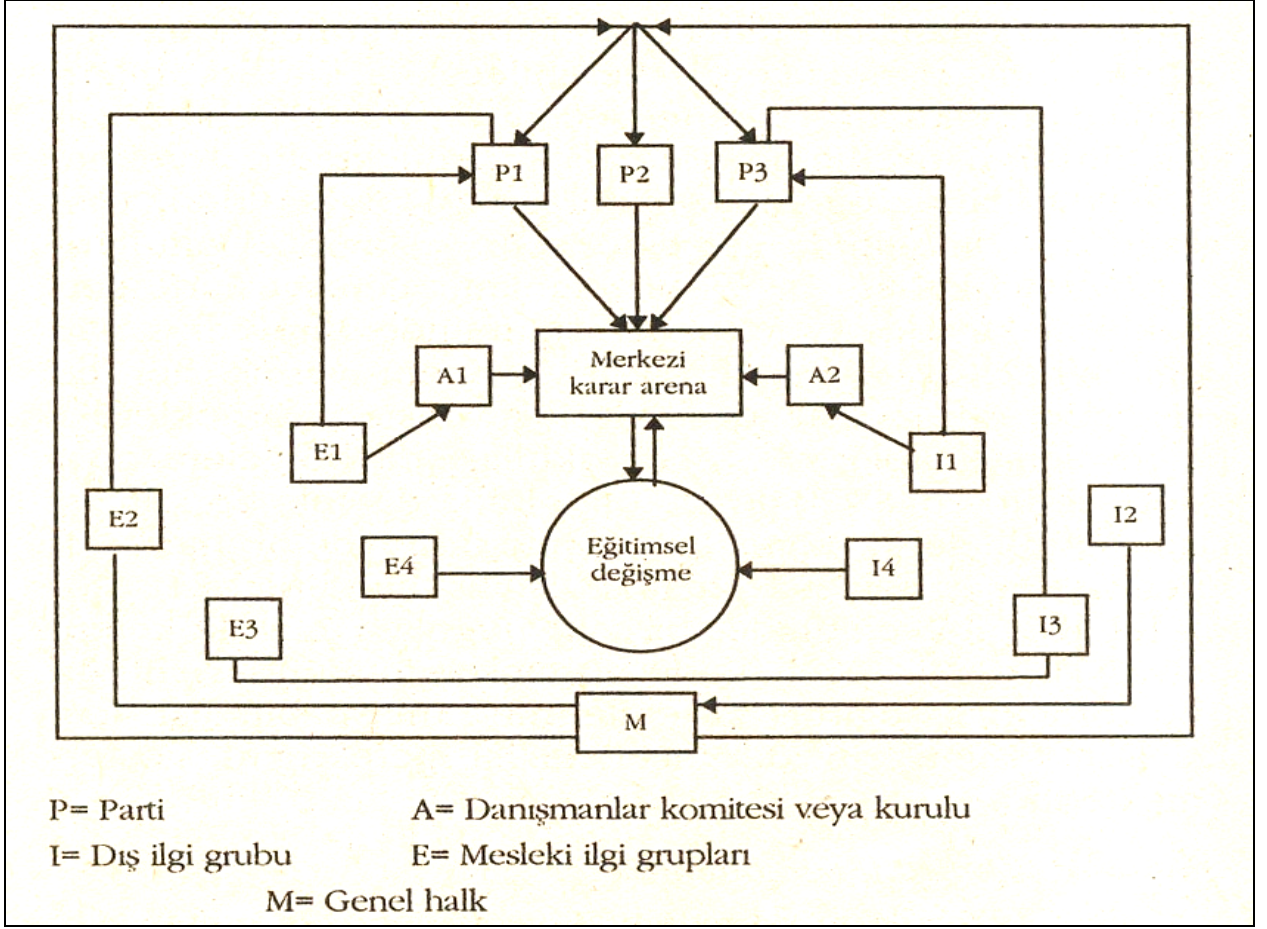 P1
P2
P3
Merkezi
karar arena
A1
A2
E1
I1
E2
I2
Eğitimsel
değişme
E4
I4
E3
I3
M
P= Parti
A= Danışmanlar komitesi veya kurulu
I= Dış ilgi grubu
E= Mesleki ilgi grupları
M= Genel halk